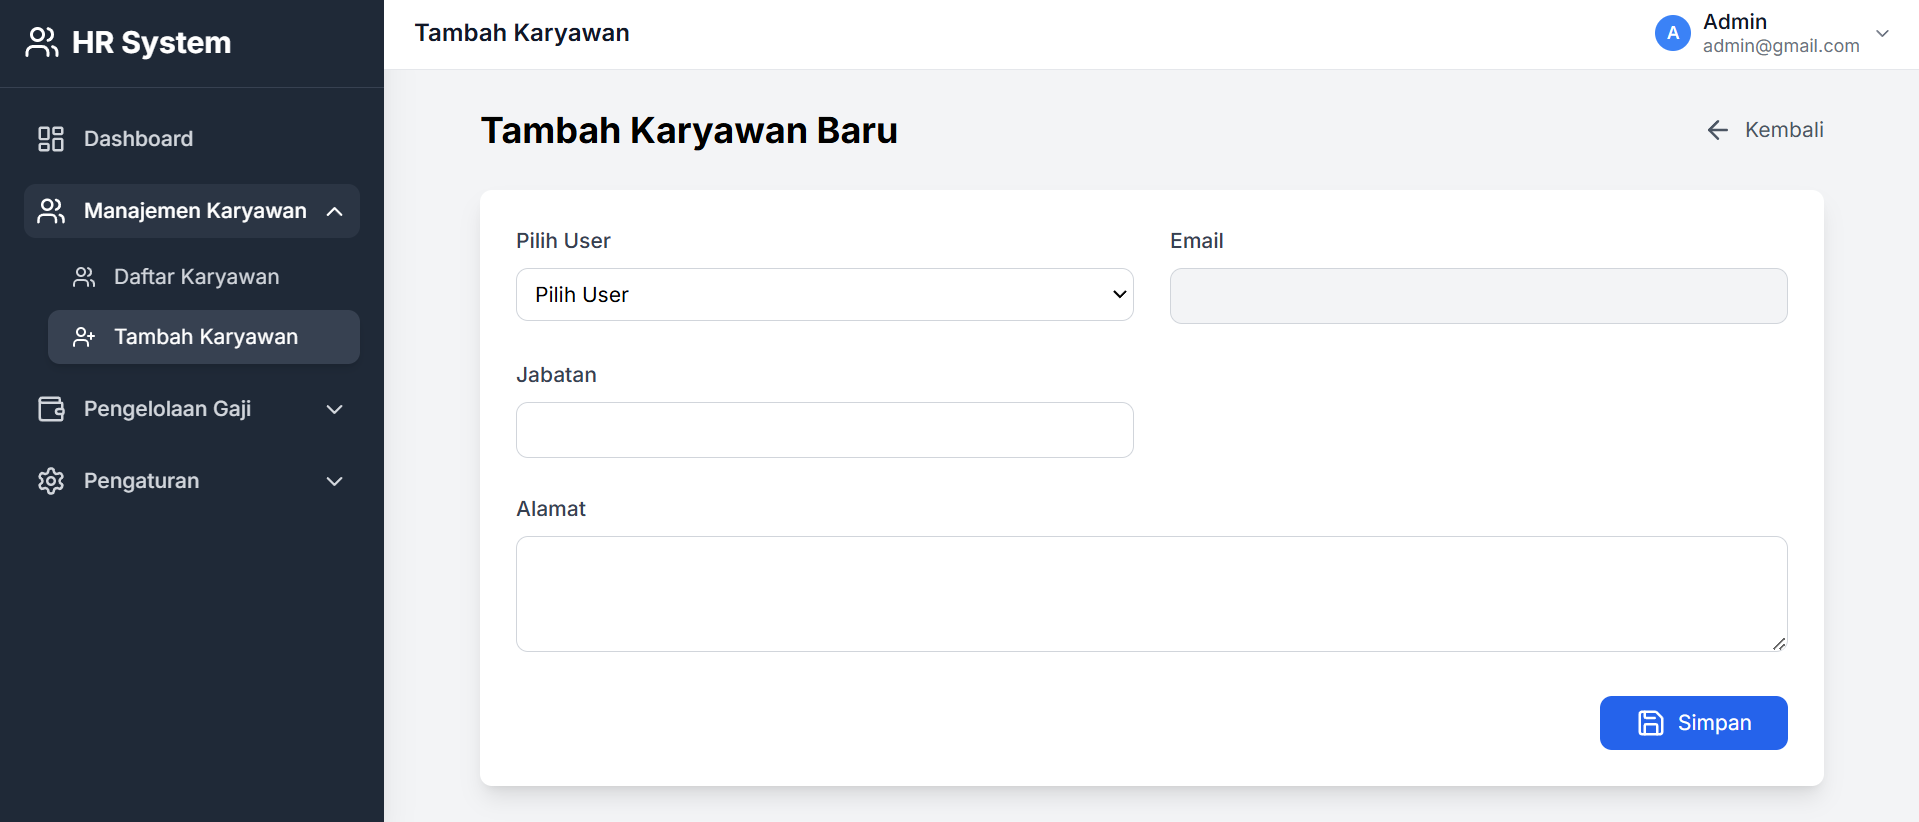 HR System
Dashboard
Manajemen Karyawan
Daftar Karyawan
Tambah Karyawan
Pengelolaan Gaji
Pengaturan
Tambah Karyawan
A
Admin
admin@gmail.com
Tambah Karyawan Baru
Kembali
Pilih User
Email
Pilih User
Jabatan
Alamat
Simpan